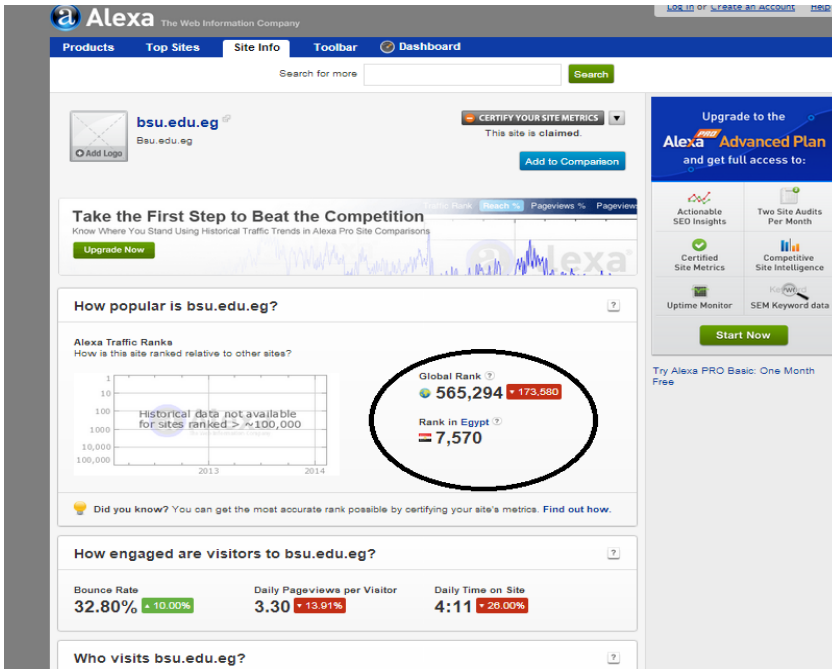 Log In or Create an Account Help
a Alexa The Web Information Company
Products Top Sites Site Info Toolbar Dashboard
Search for more Search
bsu.edu.eg
Bsu.edu.eg
Add Logo
CERTIFY YOUR SITE METRICS
This site is claimed.
Add to Comparison
Traffic Rank Reach % Pageviews % Pageviews
Take the First Step to Beat the Competition
Know Where You Stand Using Historical Traffic Trends in Alexa Pro Site Comparisons
Upgrade Now
Alexa
How popular is bsu.edu.eg? ?
Alexa Traffic Ranks
How is this site ranked relative to other sites?
1
10
100
1000
10,000
100,000
Historical data not available
for sites ranked > ~100,000
2013 2014
Global Rank ?
565,294 173,580
Rank in Egypt ?
7,570
Did you know? You can get the most accurate rank possible by certifying your site's metrics. Find out how.
How engaged are visitors to bsu.edu.eg? ?
Bounce Rate
32.80% 10.00%
Daily Pageviews per Visitor
3.30 13.91%
Daily Time on Site
4:11 26.00%
Who visits bsu.edu.eg? ?
Upgrade to the
Alexa PRO Advanced Plan
and get full access to:
Actionable
SEO Insights
Two Site Audits
Per Month
Certified
Site Metrics
Competitive
Site Intelligence
Uptime Monitor
Keyword
SEM Keyword data
Start Now
Try Alexa PRO Basic: One Month
Free